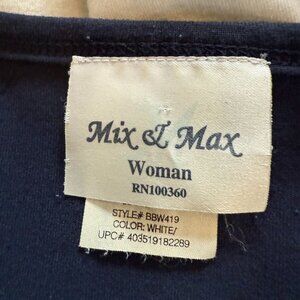 Mix & Max
Woman
RN100360
STYLE# BBW419
COLOR: WHITE/
UPC# 403519182289